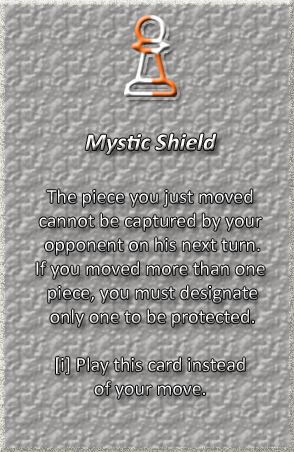 Mystic Shield
The piece you just moved
cannot be captured by your
opponent on his next turn.
If you moved more than one
piece, you must designate
only one to be protected.
[i] Play this card instead
of your move.